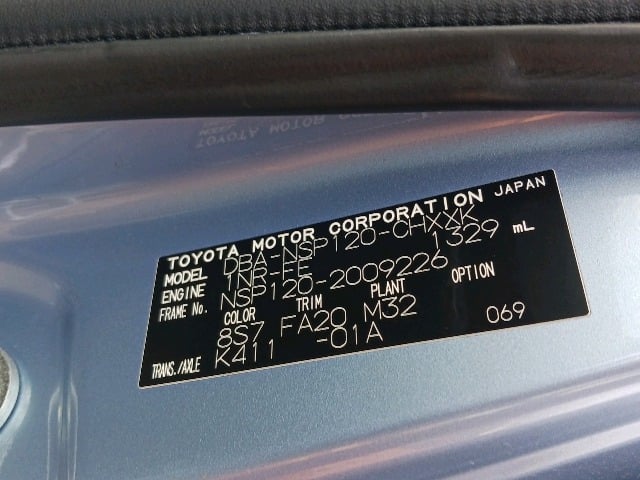 TOYOTA MOTOR CORPORATION JAPAN
MODEL DBA-NSP120-CHXXK
ENGINE 1NR-FE 1329 mL
FRAME No. NSP120-2009226
COLOR TRIM PLANT OPTION
8S7 FA20 M32
TRANS./AXLE K411 -01A 069